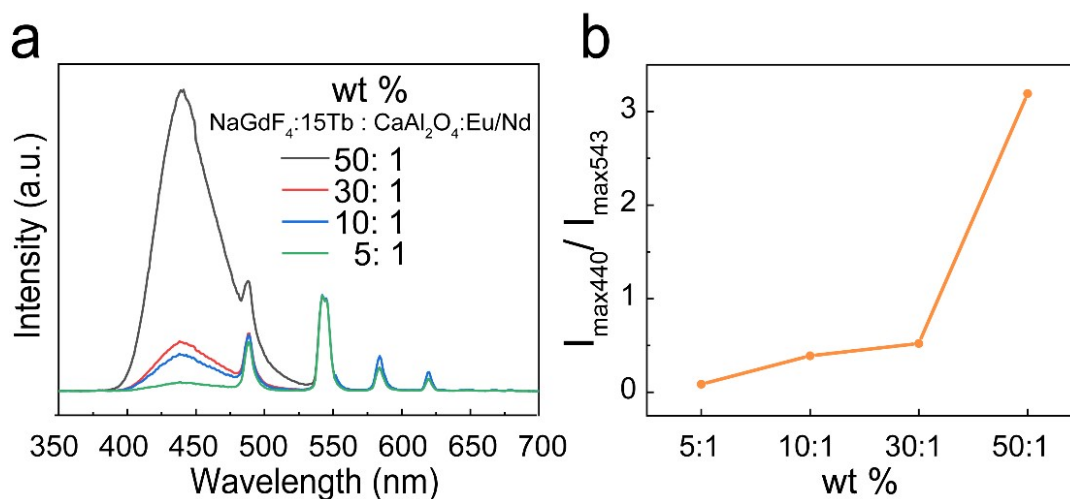 a
Intensity (a.u.)
wt %
NaGdF₄:15Tb : CaAl₂O₄:Eu/Nd
50: 1
30: 1
10: 1
5: 1
350 400 450 500 550 600 650 700
Wavelength (nm)
b
I max440 / I max543
3
2
1
0
5:1 10:1 30:1 50:1
wt %